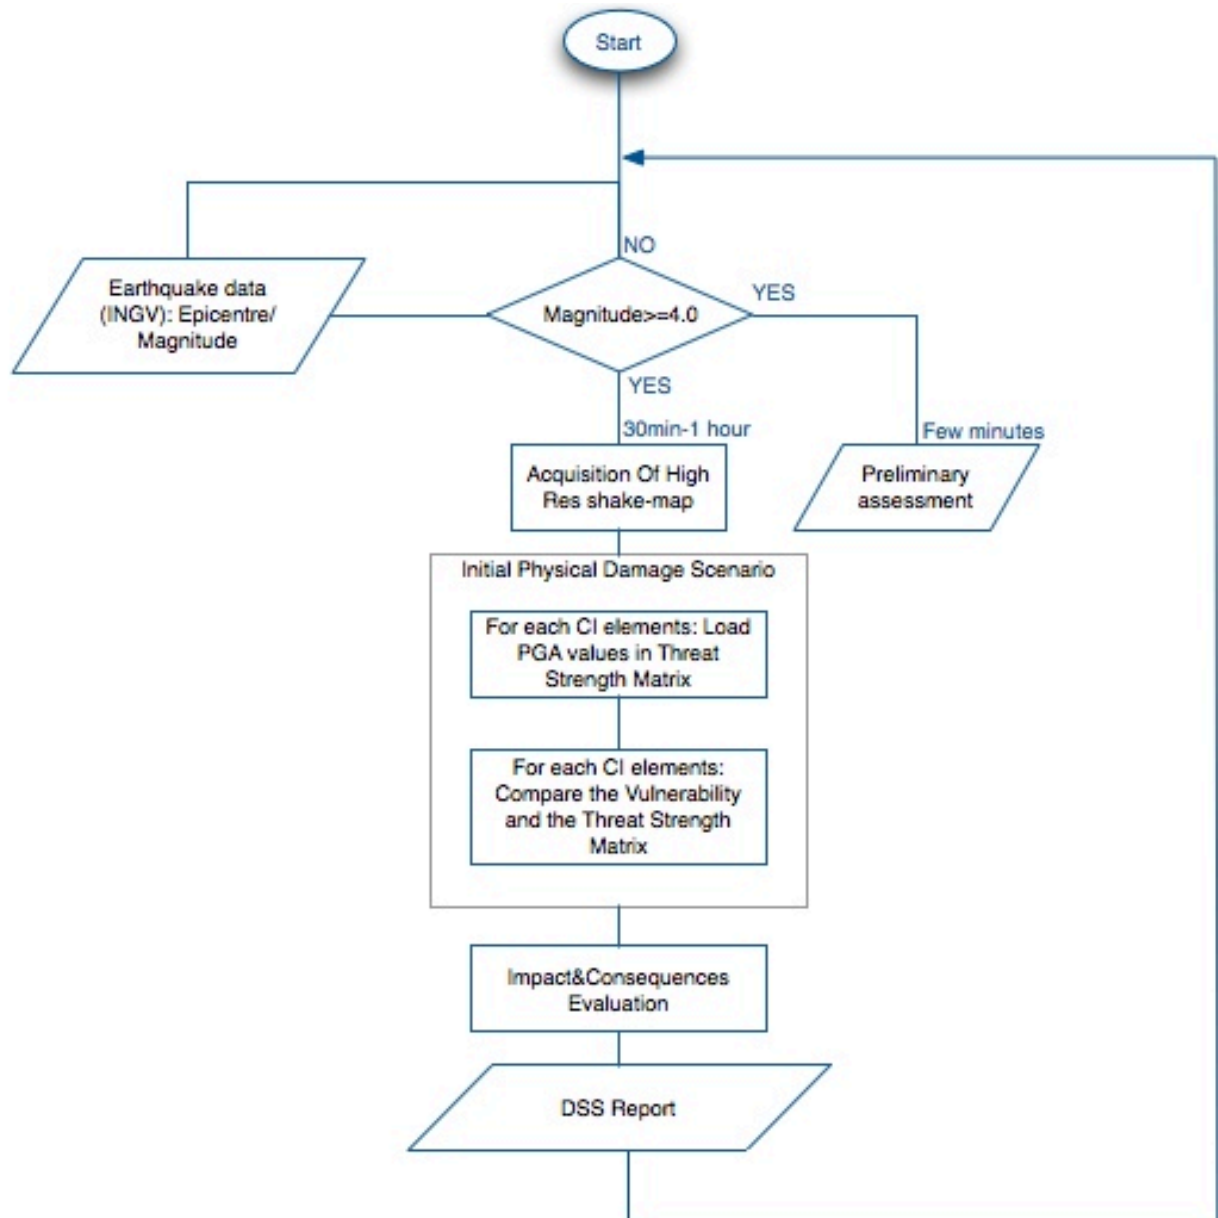 Start
NO
Earthquake data
(INGV): Epicentre/
Magnitude
Magnitude>=4.0
YES
YES
30min-1 hour
Few minutes
Acquisition Of High
Res shake-map
Preliminary
assessment
Initial Physical Damage Scenario
For each CI elements: Load
PGA values in Threat
Strength Matrix
For each CI elements:
Compare the Vulnerability
and the Threat Strength
Matrix
Impact&Consequences
Evaluation
DSS Report